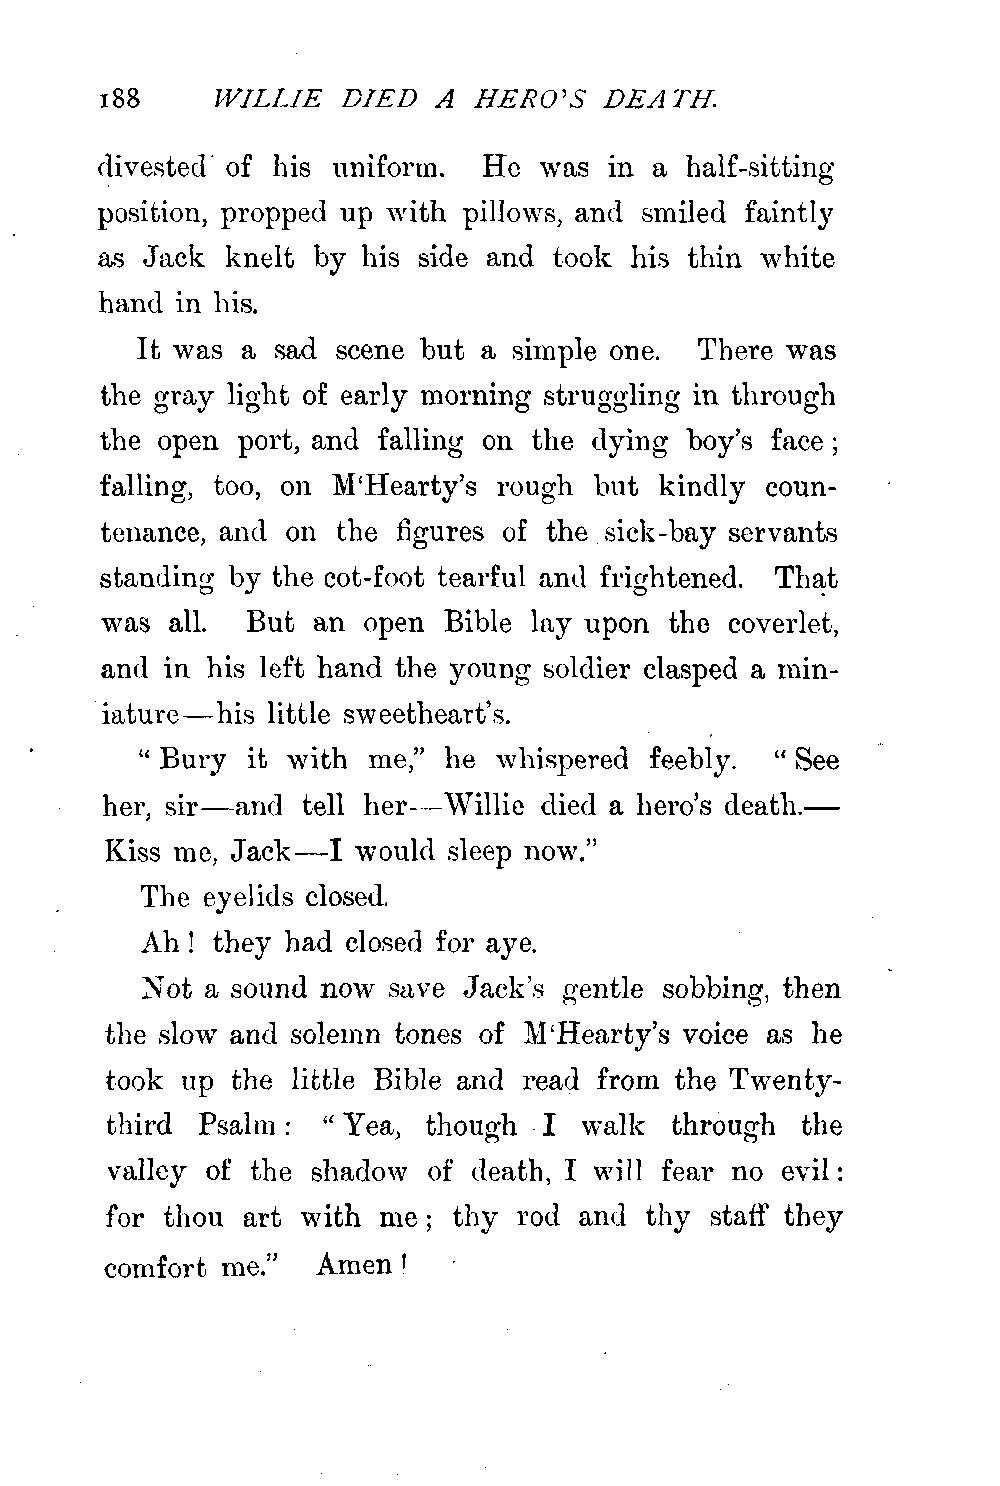 188 WILLIE DIED A HERO'S DEATH.
divested of his uniform. He was in a half-sitting
position, propped up with pillows, and smiled faintly
as Jack knelt by his side and took his thin white
hand in his.
It was a sad scene but a simple one. There was
the gray light of early morning struggling in through
the open port, and falling on the dying boy's face;
falling, too, on M'Hearty's rough but kindly coun-
tenance, and on the figures of the sick-bay servants
standing by the cot-foot tearful and frightened. That
was all. But an open Bible lay upon the coverlet,
and in his left hand the young soldier clasped a min-
iature—his little sweetheart's.
"Bury it with me," he whispered feebly. "See
her, sir—and tell her—Willie died a hero's death.—
Kiss me, Jack—I would sleep now."
The eyelids closed.
Ah! they had closed for aye.
Not a sound now save Jack's gentle sobbing, then
the slow and solemn tones of M'Hearty's voice as he
took up the little Bible and read from the Twenty-
third Psalm: "Yea, though I walk through the
valley of the shadow of death, I will fear no evil:
for thou art with me; thy rod and thy staff they
comfort me." Amen!